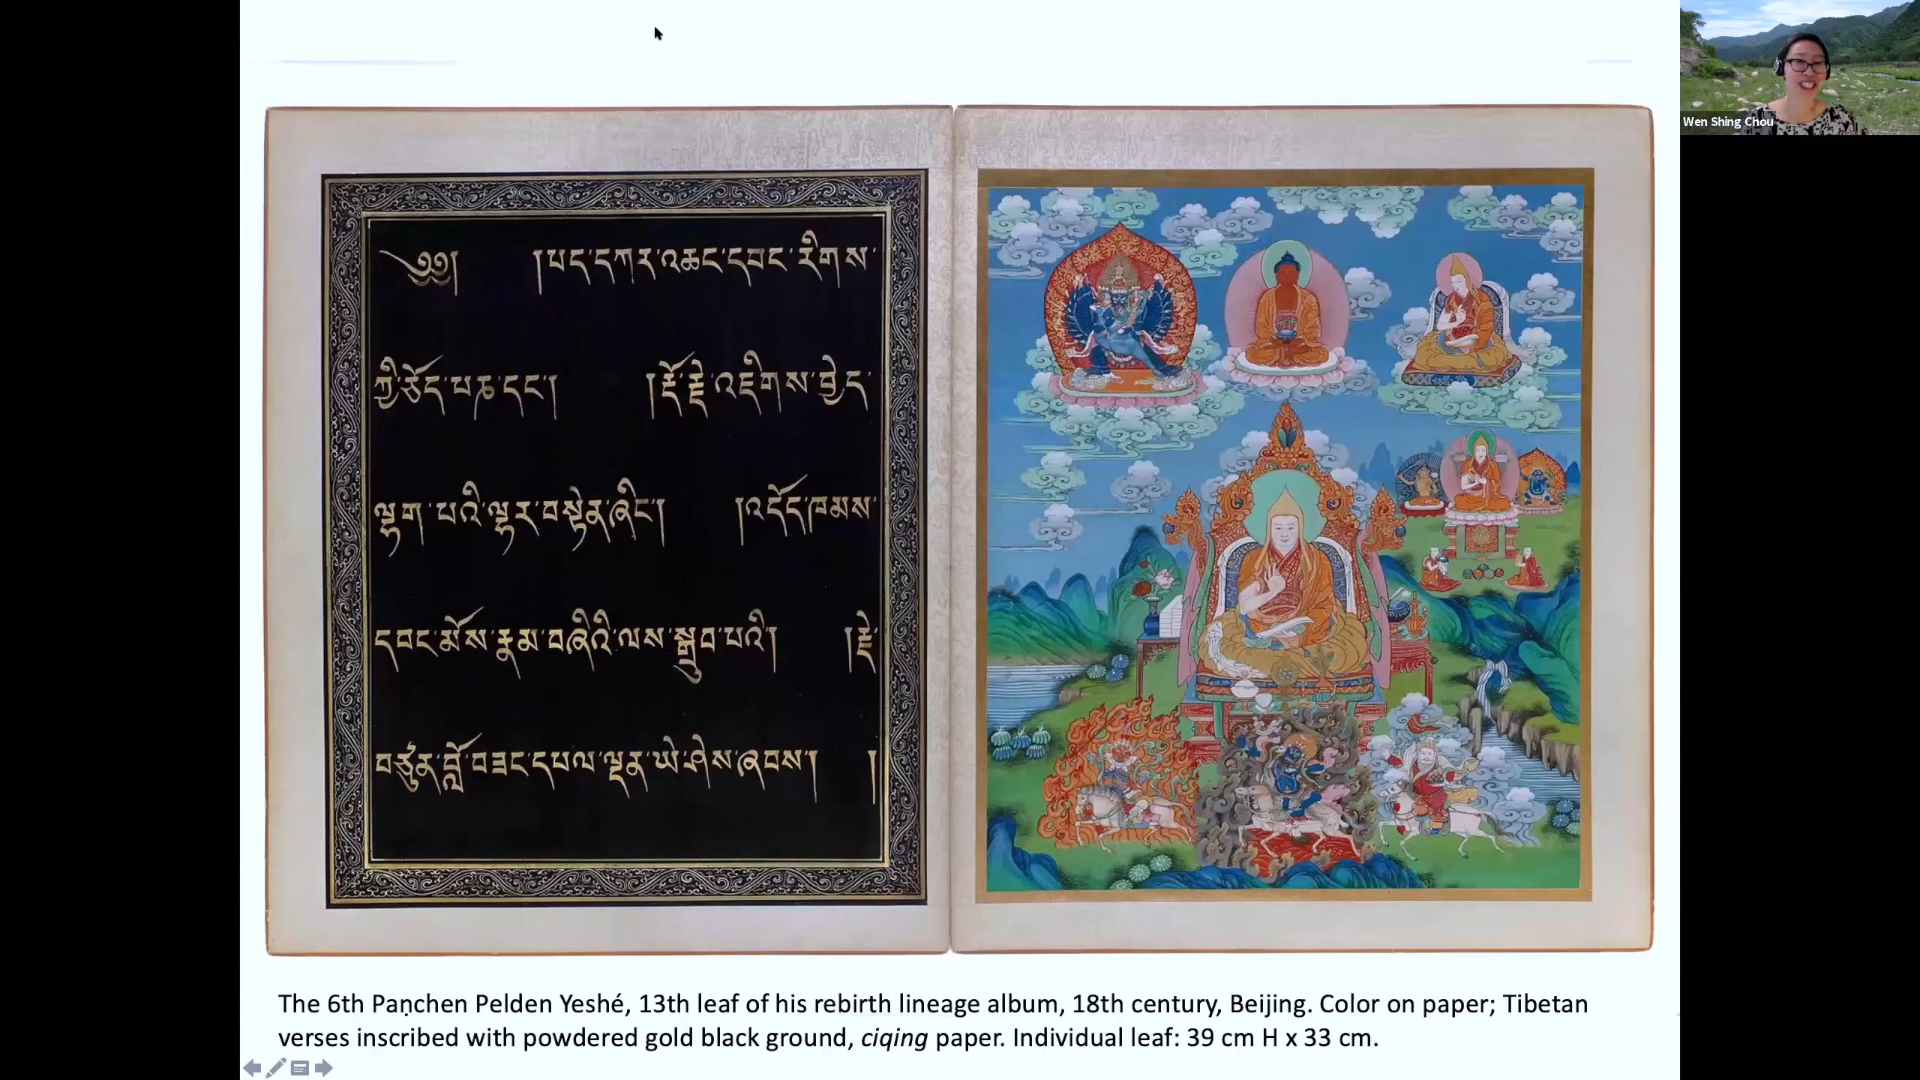 Wen Shing Chou
༄༅། །པད་དཀར་འཆང་དབང་རིགས་
ཀྱི་ཅོད་པཎ་དང༌། །རྡོ་རྗེ་འཇིགས་བྱེད་
ལྷག་པའི་ལྷར་བསྟེན་ཞིང༌། །འདོད་ཁམས་
དབང་མོས་རྣམ་བཞིའི་ལས་སྒྲུབ་པའི། །རྗེ་
བཙུན་བློ་བཟང་དཔལ་ལྡན་ཡེ་ཤེས་ཞབས། །
The 6th Paṇchen Pelden Yeshé, 13th leaf of his rebirth lineage album, 18th century, Beijing. Color on paper; Tibetan
verses inscribed with powdered gold black ground, ciqing paper. Individual leaf: 39 cm H x 33 cm.